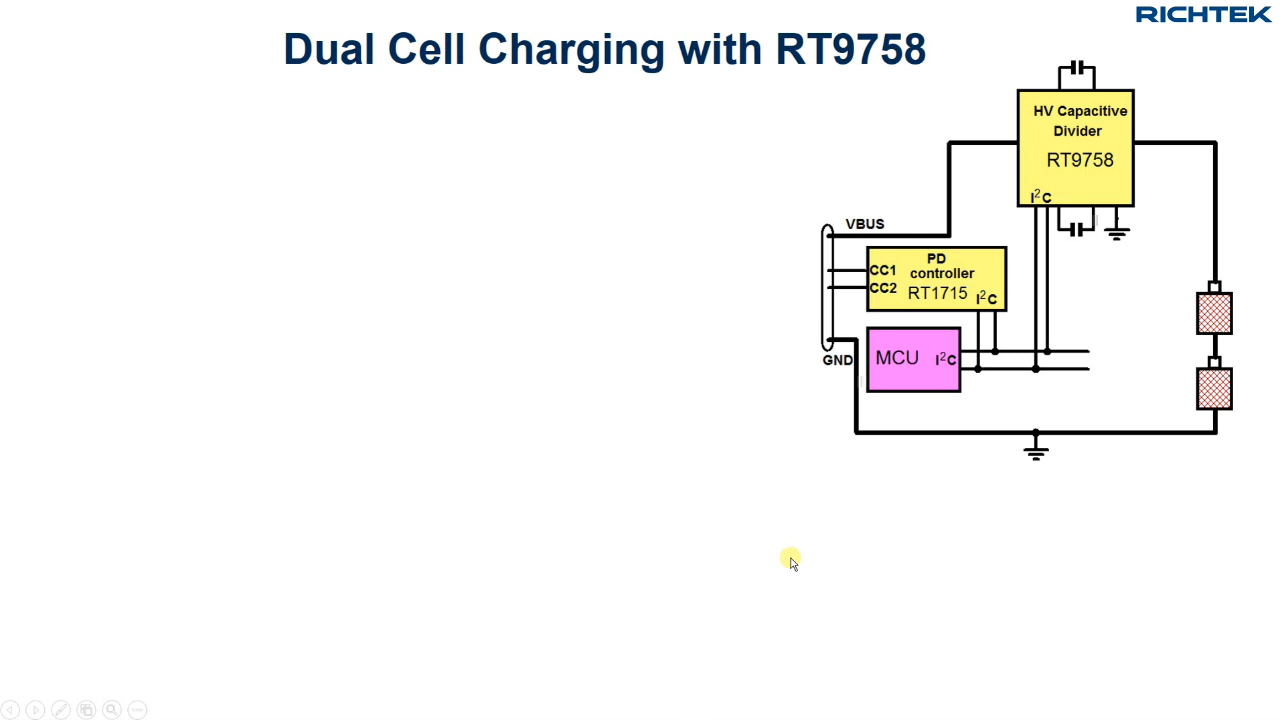 RICHTEK
Dual Cell Charging with RT9758
HV Capacitive
Divider
RT9758
I²C
VBUS
PD
controller
CC1
CC2
RT1715
I²C
GND
MCU
I²C